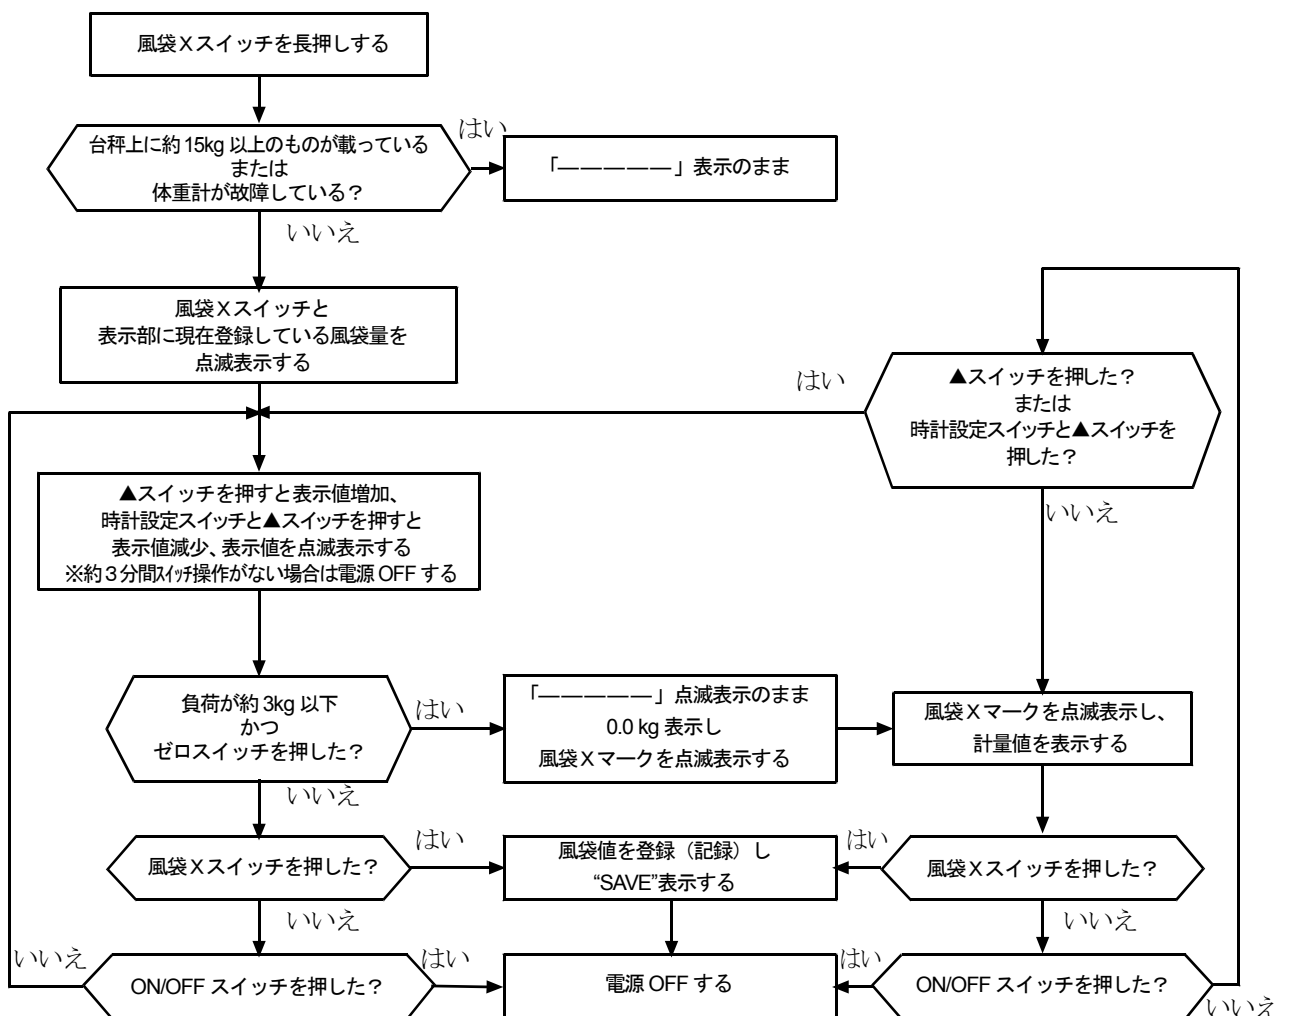 風袋Xスイッチを長押しする
台秤上に約15kg以上のものが載っている
または
体重計が故障している?
はい
「―――――」表示のまま
いいえ
風袋Xスイッチと
表示部に現在登録している風袋量を
点滅表示する
はい
▲スイッチを押した?
または
時計設定スイッチと▲スイッチを
押した?
いいえ
▲スイッチを押すと表示値増加、
時計設定スイッチと▲スイッチを押すと
表示値減少、表示値を点滅表示する
※約3分間スイッチ操作がない場合は電源OFFする
負荷が約3kg以下
かつ
ゼロスイッチを押した?
はい
「―――――」点滅表示のまま
0.0 kg 表示し
風袋Xマークを点滅表示する
風袋Xマークを点滅表示し、
計量値を表示する
いいえ
風袋Xスイッチを押した?
はい
風袋値を登録(記録)し
“SAVE”表示する
はい
風袋Xスイッチを押した?
いいえ
いいえ
いいえ
ON/OFF スイッチを押した?
はい
電源 OFF する
はい
ON/OFF スイッチを押した?
いいえ